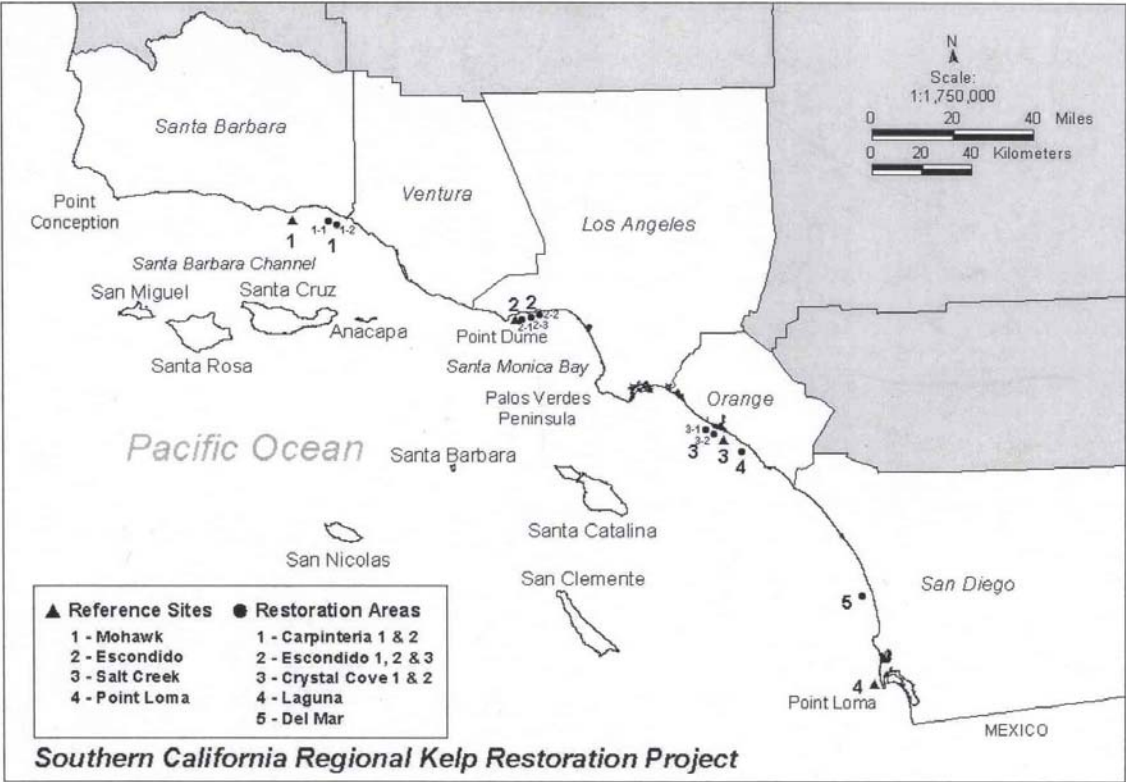 N
Scale:
1:1,750,000
0 20 40 Miles
0 20 40 Kilometers
Santa Barbara
Ventura
Los Angeles
Point
Conception
1
1-1
1
1-2
Santa Barbara Channel
San Miguel
Santa Cruz
Anacapa
Santa Rosa
2 2
2-2
2-1
2-3
Point Dume
Santa Monica Bay
Palos Verdes
Peninsula
Orange
3-1
3-2
3
3
4
Pacific Ocean
Santa Barbara
Santa Catalina
San Nicolas
San Clemente
San Diego
5
4
Point Loma
MEXICO
Reference Sites
1 - Mohawk
2 - Escondido
3 - Salt Creek
4 - Point Loma
Restoration Areas
1 - Carpinteria 1 & 2
2 - Escondido 1, 2 & 3
3 - Crystal Cove 1 & 2
4 - Laguna
5 - Del Mar
Southern California Regional Kelp Restoration Project